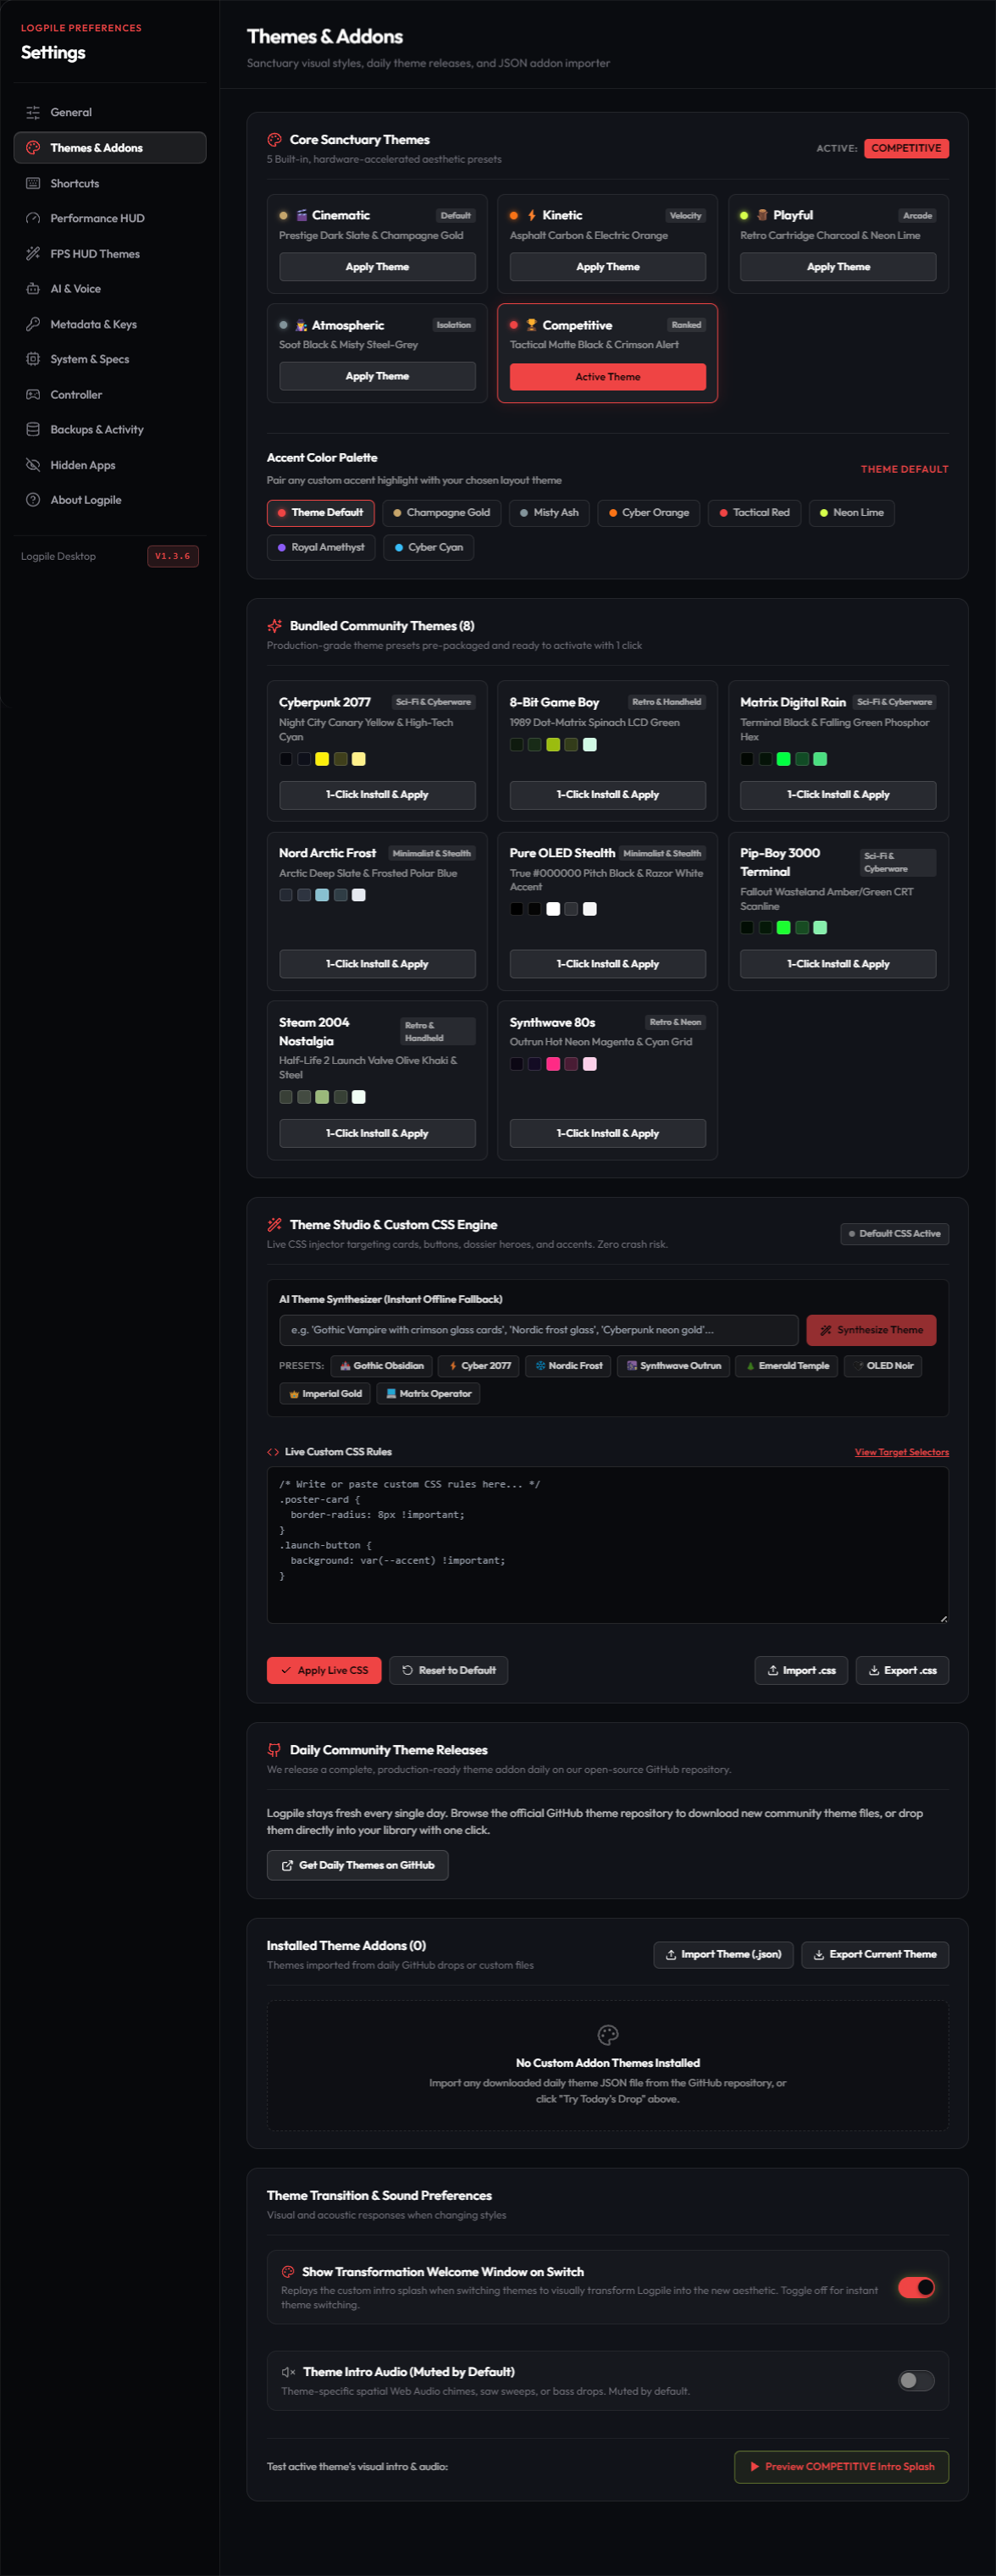 LOGPILE PREFERENCES
Settings
General
Themes & Addons
Shortcuts
Performance HUD
FPS HUD Themes
AI & Voice
Metadata & Keys
System & Specs
Controller
Backups & Activity
Hidden Apps
About Logpile
Logpile Desktop
V1.3.6
Themes & Addons
Sanctuary visual styles, daily theme releases, and JSON addon importer
Core Sanctuary Themes
5 Built-in, hardware-accelerated aesthetic presets
ACTIVE: COMPETITIVE
Cinematic Default
Prestige Dark Slate & Champagne Gold
Apply Theme
Kinetic Velocity
Asphalt Carbon & Electric Orange
Apply Theme
Playful Arcade
Retro Cartridge Charcoal & Neon Lime
Apply Theme
Atmospheric Isolation
Soot Black & Misty Steel-Grey
Apply Theme
Competitive Ranked
Tactical Matte Black & Crimson Alert
Active Theme
Accent Color Palette
Pair any custom accent highlight with your chosen layout theme
THEME DEFAULT
Theme Default Champagne Gold Misty Ash Cyber Orange Tactical Red Neon Lime
Royal Amethyst Cyber Cyan
Bundled Community Themes (8)
Production-grade theme presets pre-packaged and ready to activate with 1 click
Cyberpunk 2077 Sci-Fi & Cyberware
Night City Canary Yellow & High-Tech
Cyan
1-Click Install & Apply
8-Bit Game Boy Retro & Handheld
1989 Dot-Matrix Spinach LCD Green
1-Click Install & Apply
Matrix Digital Rain Sci-Fi & Cyberware
Terminal Black & Falling Green Phosphor
Hex
1-Click Install & Apply
Nord Arctic Frost Minimalist & Stealth
Arctic Deep Slate & Frosted Polar Blue
1-Click Install & Apply
Pure OLED Stealth Minimalist & Stealth
True #000000 Pitch Black & Razor White
Accent
1-Click Install & Apply
Pip-Boy 3000
Terminal
Sci-Fi &
Cyberware
Fallout Wasteland Amber/Green CRT
Scanline
1-Click Install & Apply
Steam 2004
Nostalgia
Retro &
Handheld
Half-Life 2 Launch Valve Olive Khaki &
Steel
1-Click Install & Apply
Synthwave 80s Retro & Neon
Outrun Hot Neon Magenta & Cyan Grid
1-Click Install & Apply
Theme Studio & Custom CSS Engine
Live CSS injector targeting cards, buttons, dossier heroes, and accents. Zero crash risk.
Default CSS Active
AI Theme Synthesizer (Instant Offline Fallback)
e.g. 'Gothic Vampire with crimson glass cards', 'Nordic frost glass', 'Cyberpunk neon gold'...
Synthesize Theme
PRESETS: Gothic Obsidian Cyber 2077 Nordic Frost Synthwave Outrun Emerald Temple OLED Noir
Imperial Gold Matrix Operator
Live Custom CSS Rules
View Target Selectors
/* Write or paste custom CSS rules here... */
.poster-card {
border-radius: 8px !important;
}
.launch-button {
background: var(--accent) !important;
}
Apply Live CSS
Reset to Default
Import .css
Export .css
Daily Community Theme Releases
We release a complete, production-ready theme addon daily on our open-source GitHub repository.
Logpile stays fresh every single day. Browse the official GitHub theme repository to download new community theme files, or drop
them directly into your library with one click.
Get Daily Themes on GitHub
Installed Theme Addons (0)
Themes imported from daily GitHub drops or custom files
Import Theme (.json)
Export Current Theme
No Custom Addon Themes Installed
Import any downloaded daily theme JSON file from the GitHub repository, or
click "Try Today's Drop" above.
Theme Transition & Sound Preferences
Visual and acoustic responses when changing styles
Show Transformation Welcome Window on Switch
Replays the custom intro splash when switching themes to visually transform Logpile into the new aesthetic. Toggle off for instant
theme switching.
Theme Intro Audio (Muted by Default)
Theme-specific spatial Web Audio chimes, saw sweeps, or bass drops. Muted by default.
Test active theme's visual intro & audio:
Preview COMPETITIVE Intro Splash